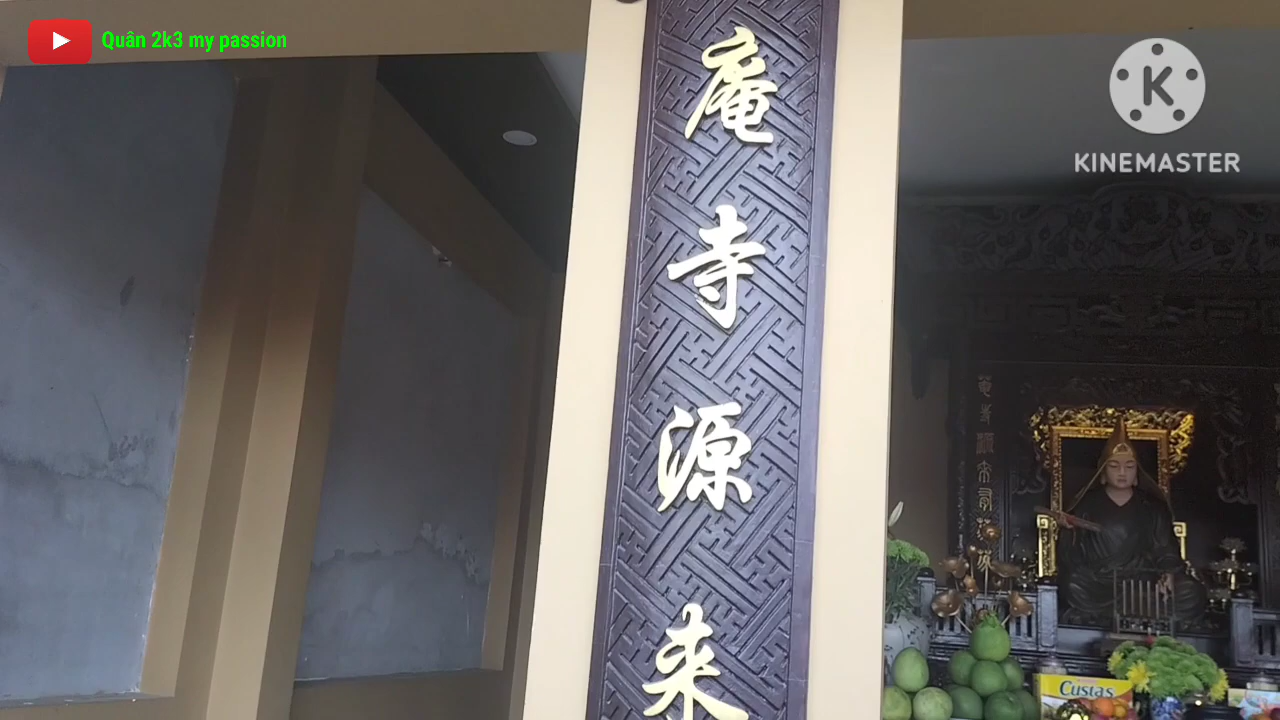 Quân 2k3 my passion
K
KINEMASTER
庵
寺
源
来
Custas